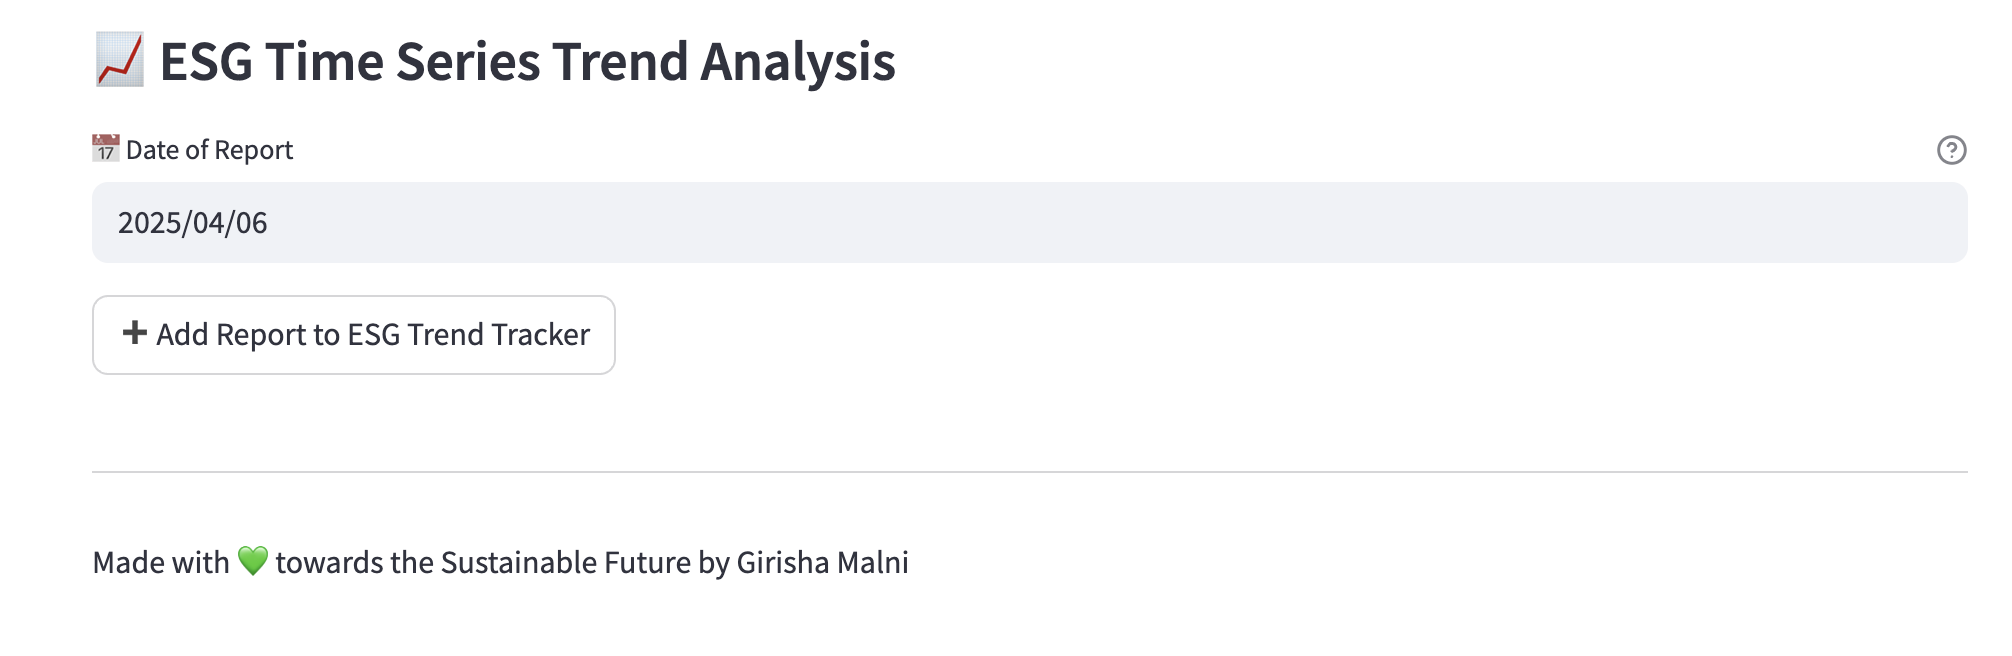 📈 ESG Time Series Trend Analysis
📅 Date of Report
2025/04/06
➕ Add Report to ESG Trend Tracker
Made with 💚 towards the Sustainable Future by Girisha Malni